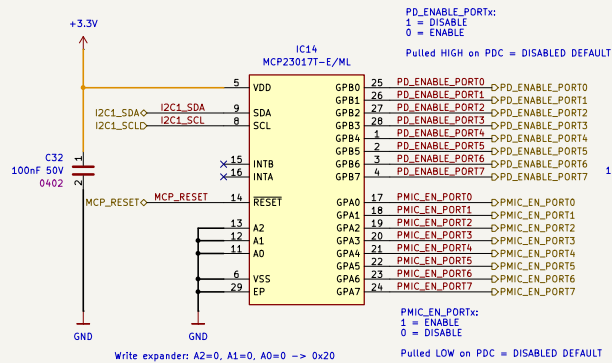 PD_ENABLE_PORTx:
1 = DISABLE
0 = ENABLE
Pulled HIGH on PDC = DISABLED DEFAULT
+3.3V
IC14
MCP23017T-E/ML
5 VDD
GPB0 25 PD_ENABLE_PORT0 PD_ENABLE_PORT0
GPB1 26 PD_ENABLE_PORT1 PD_ENABLE_PORT1
I2C1_SDA I2C1_SDA 9 SDA
GPB2 27 PD_ENABLE_PORT2 PD_ENABLE_PORT2
I2C1_SCL I2C1_SCL 8 SCL
GPB3 28 PD_ENABLE_PORT3 PD_ENABLE_PORT3
GPB4 1 PD_ENABLE_PORT4 PD_ENABLE_PORT4
GPB5 2 PD_ENABLE_PORT5 PD_ENABLE_PORT5
15 INTB
GPB6 3 PD_ENABLE_PORT6 PD_ENABLE_PORT6
16 INTA
GPB7 4 PD_ENABLE_PORT7 PD_ENABLE_PORT7
1
C32
100nF 50V
0402
1
2
MCP_RESET MCP_RESET 14 RESET
GPA0 17 PMIC_EN_PORT0 PMIC_EN_PORT0
GPA1 18 PMIC_EN_PORT1 PMIC_EN_PORT1
13 A2
GPA2 19 PMIC_EN_PORT2 PMIC_EN_PORT2
12 A1
GPA3 20 PMIC_EN_PORT3 PMIC_EN_PORT3
11 A0
GPA4 21 PMIC_EN_PORT4 PMIC_EN_PORT4
GPA5 22 PMIC_EN_PORT5 PMIC_EN_PORT5
6 VSS
GPA6 23 PMIC_EN_PORT6 PMIC_EN_PORT6
29 EP
GPA7 24 PMIC_EN_PORT7 PMIC_EN_PORT7
GND
GND
PMIC_EN_PORTx:
1 = ENABLE
0 = DISABLE
Pulled LOW on PDC = DISABLED DEFAULT
Write expander: A2=0, A1=0, A0=0 -> 0x20